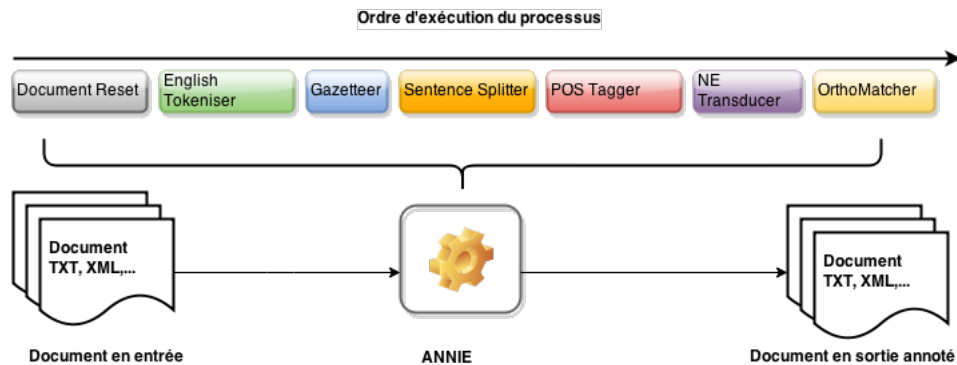 Ordre d'exécution du processus
Document Reset
English
Tokeniser
Gazetteer
Sentence Splitter
POS Tagger
NE
Transducer
OrthoMatcher
Document
TXT, XML,...
Document
TXT, XML,...
Document en entrée
ANNIE
Document en sortie annoté